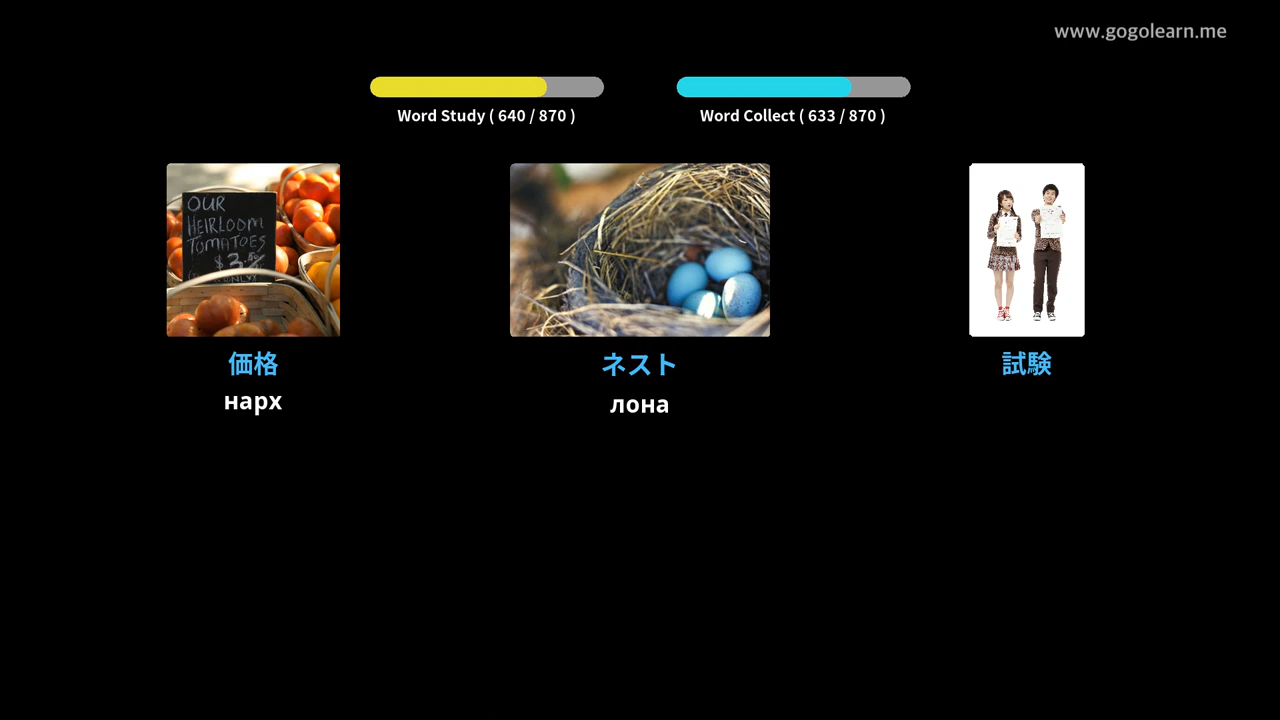 www.gogolearn.me
Word Study ( 640 / 870 )
Word Collect ( 633 / 870 )
OUR
HEIRLOOM
TOMATOES
価格
ネスト
試験
нарх
лона